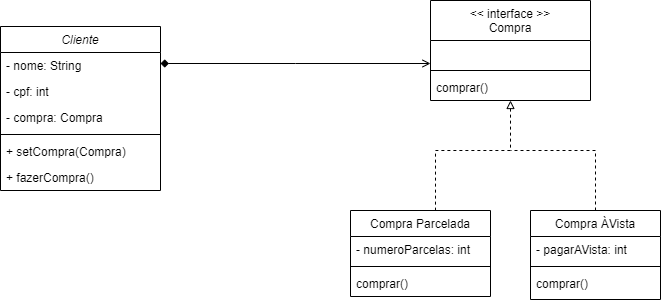 Cliente
- nome: String
- cpf: int
- compra: Compra
+ setCompra(Compra)
+ fazerCompra()
<< interface >>
Compra
comprar()
Compra Parcelada
- numeroParcelas: int
comprar()
Compra ÀVista
- pagarAVista: int
comprar()